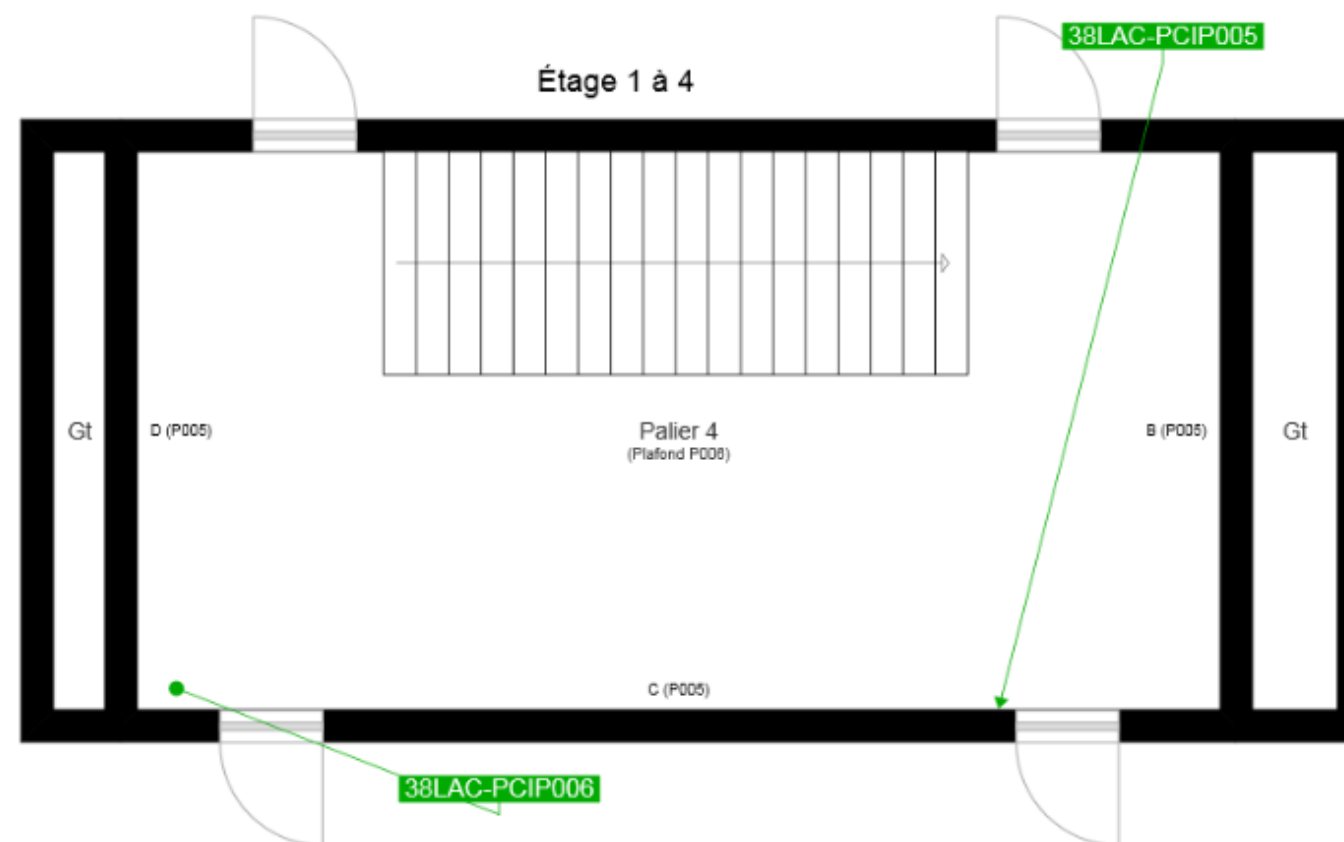 38LAC-PCIP005
Étage 1 à 4
Gt
D (P005)
Palier 4
(Plafond P006)
B (P005)
Gt
C (P005)
38LAC-PCIP006